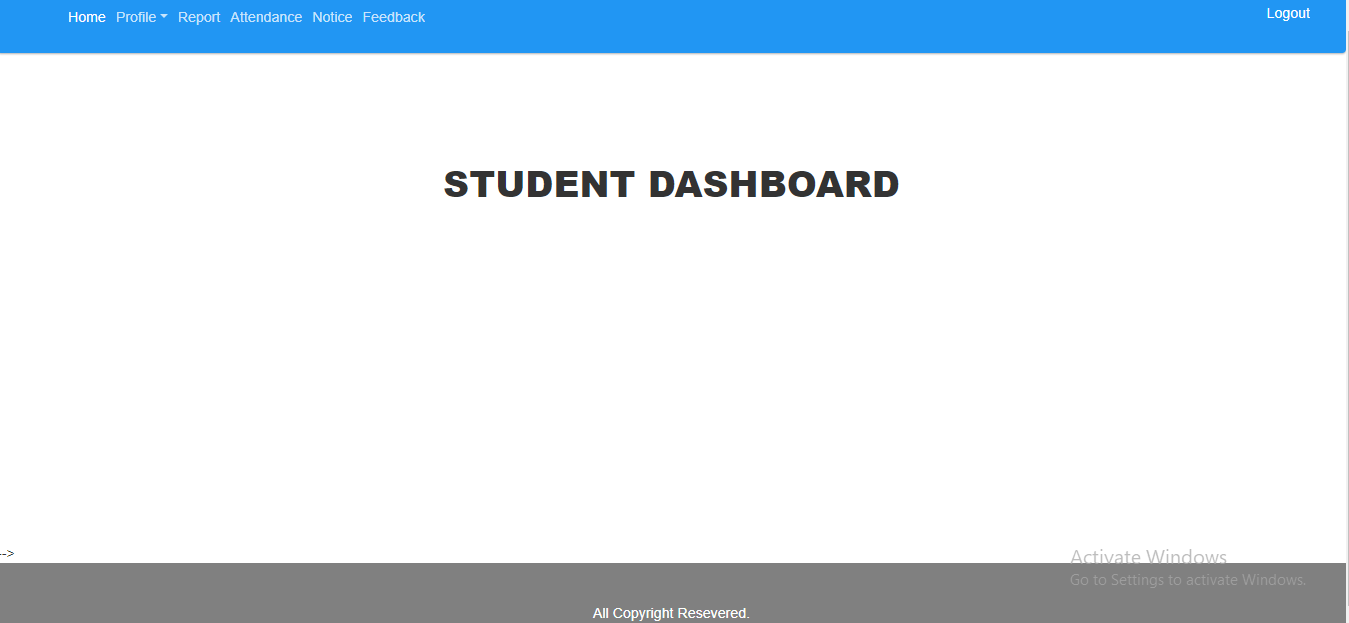 Home Profile Report Attendance Notice Feedback
Logout
STUDENT DASHBOARD
-->
Activate Windows
Go to Settings to activate Windows.
All Copyright Resevered.